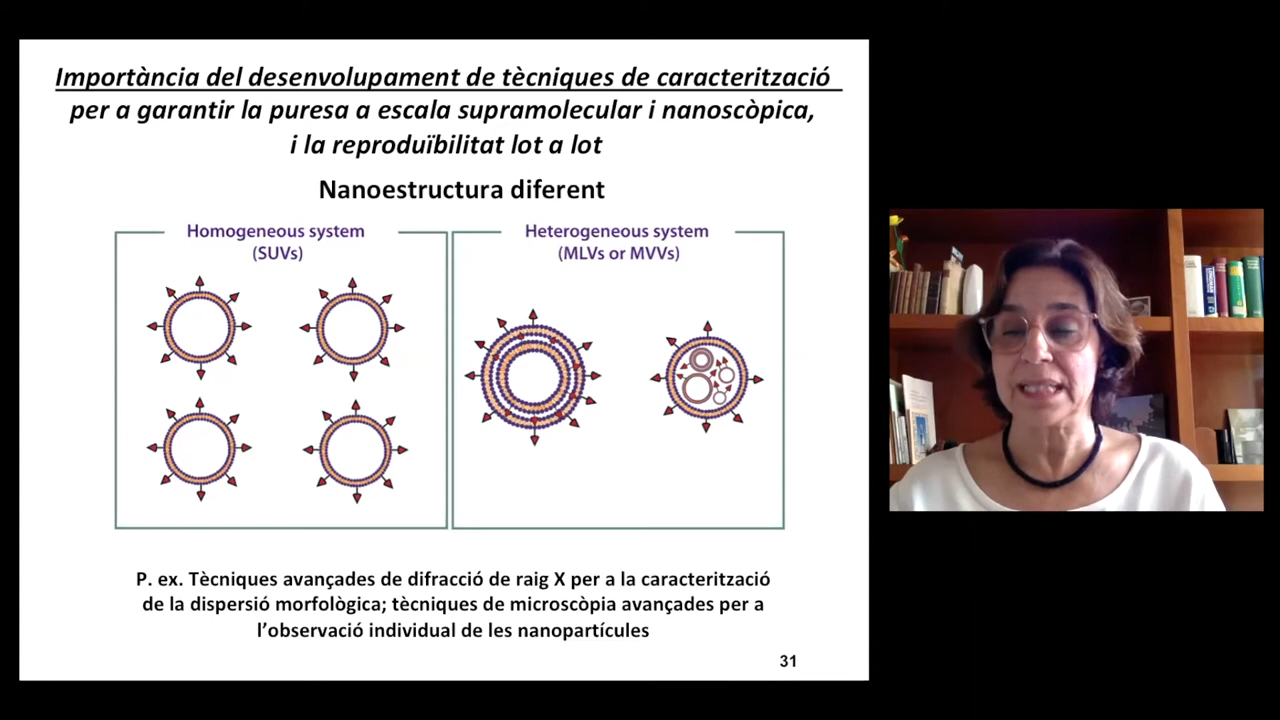 Importància del desenvolupament de tècniques de caracterització
per a garantir la puresa a escala supramolecular i nanoscòpica,
i la reproduïbilitat lot a lot
Nanoestructura diferent
Homogeneous system
(SUVs)
Heterogeneous system
(MLVs or MVVs)
P. ex. Tècniques avançades de difracció de raig X per a la caracterització
de la dispersió morfològica; tècniques de microscòpia avançades per a
l’observació individual de les nanopartícules
31